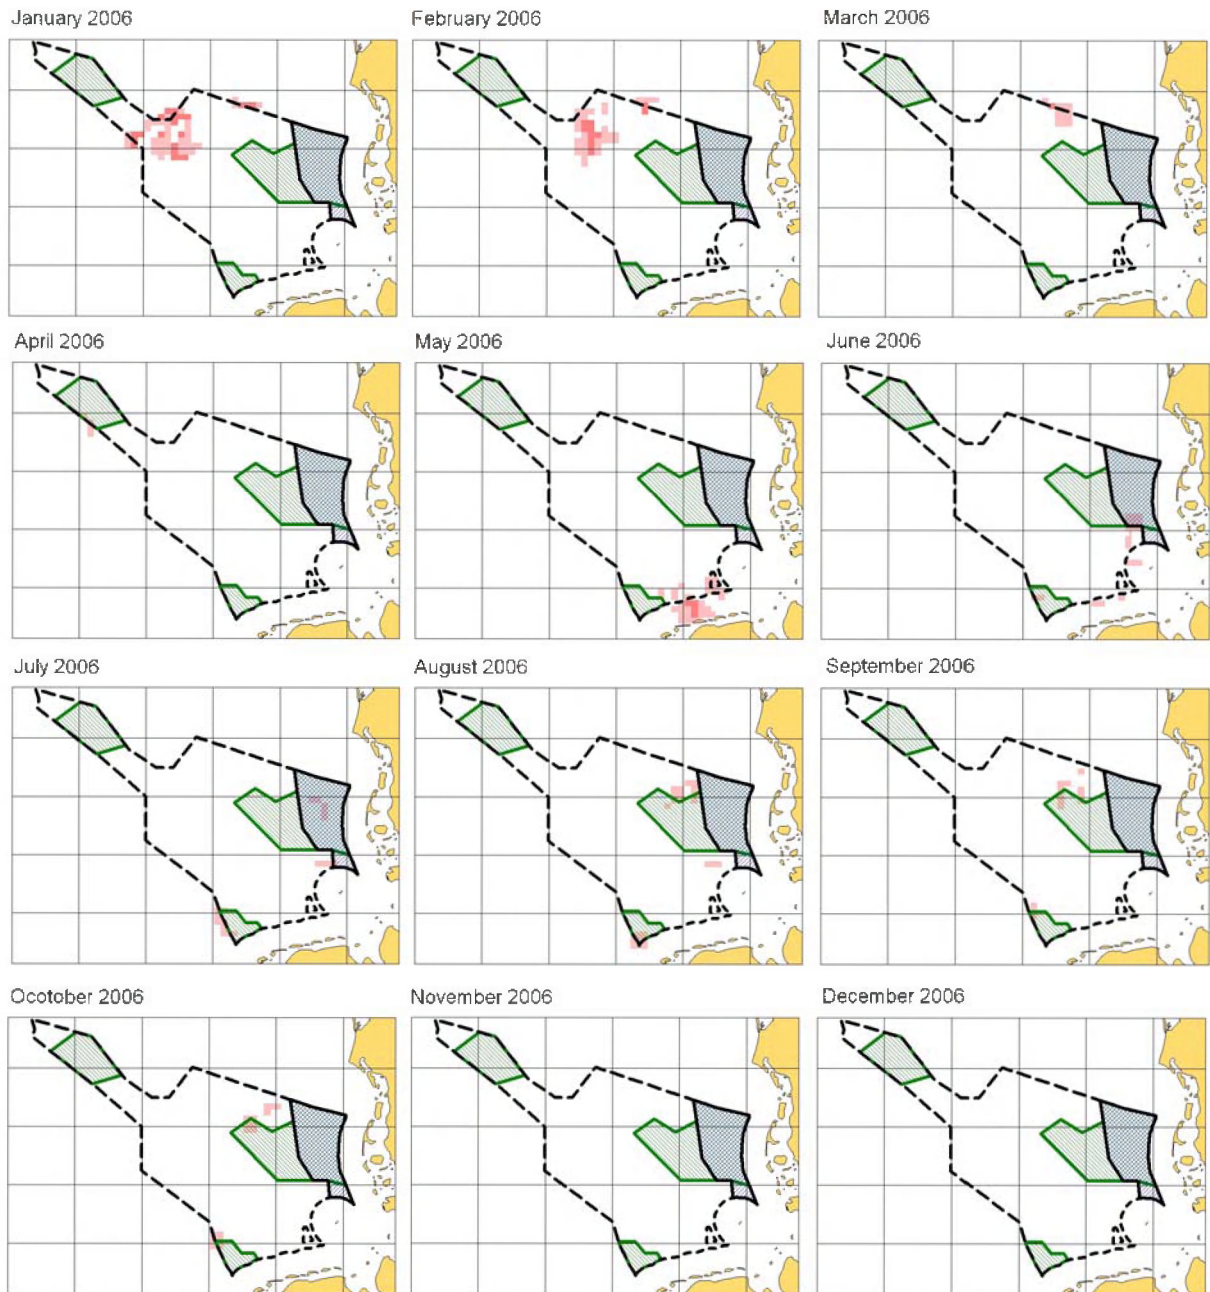 January 2006
February 2006
March 2006
April 2006
May 2006
June 2006
July 2006
August 2006
September 2006
Ocotober 2006
November 2006
December 2006